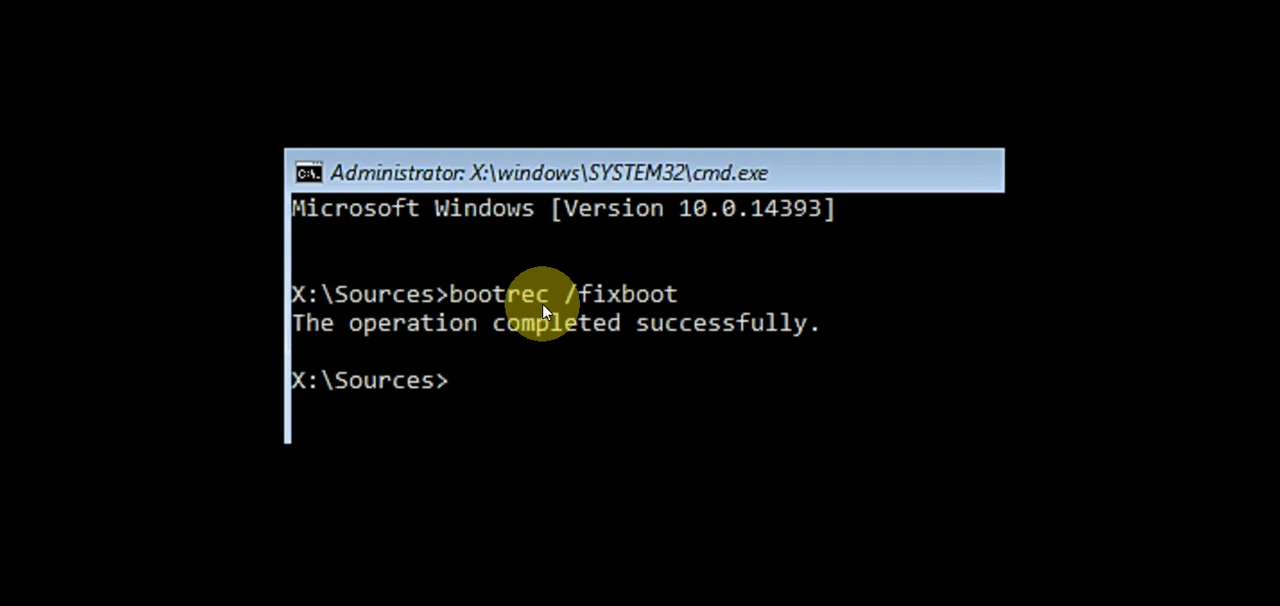 Administrator: X:\windows\SYSTEM32\cmd.exe
Microsoft Windows [Version 10.0.14393]
X:\Sources>bootrec /fixboot
The operation completed successfully.
X:\Sources>